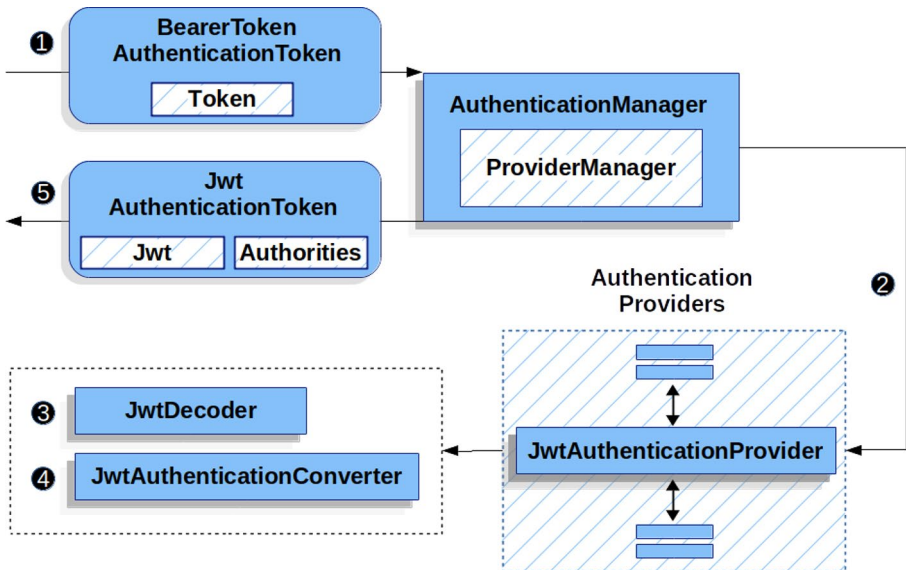 1
BearerToken
AuthenticationToken
Token
AuthenticationManager
ProviderManager
5
Jwt
AuthenticationToken
Jwt
Authorities
2
Authentication
Providers
3
JwtDecoder
4
JwtAuthenticationConverter
JwtAuthenticationProvider